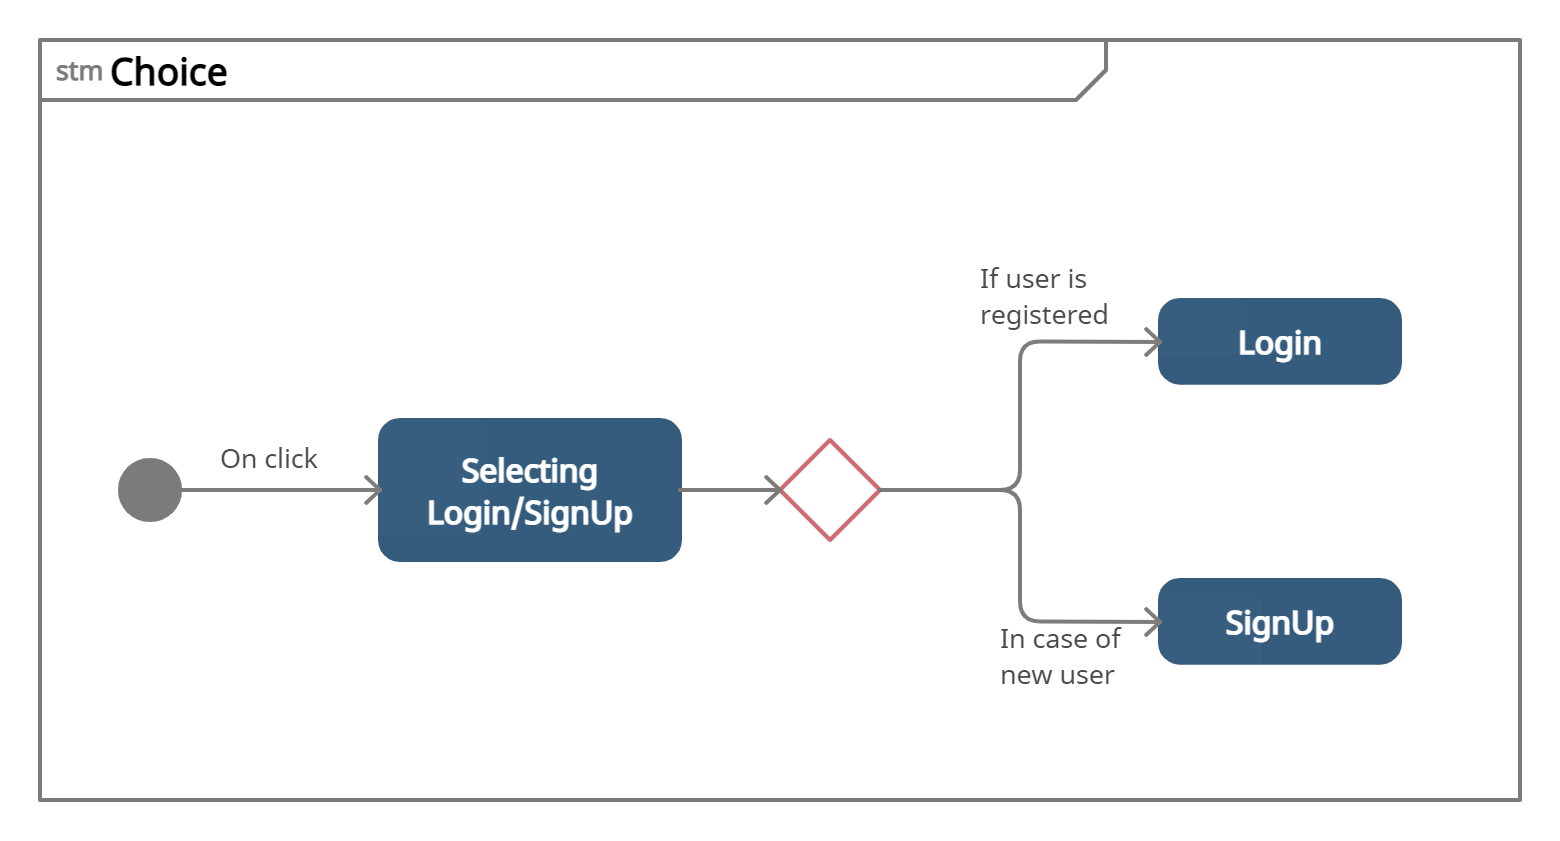 stm Choice
If user is
registered
Login
On click
Selecting
Login/SignUp
SignUp
In case of
new user